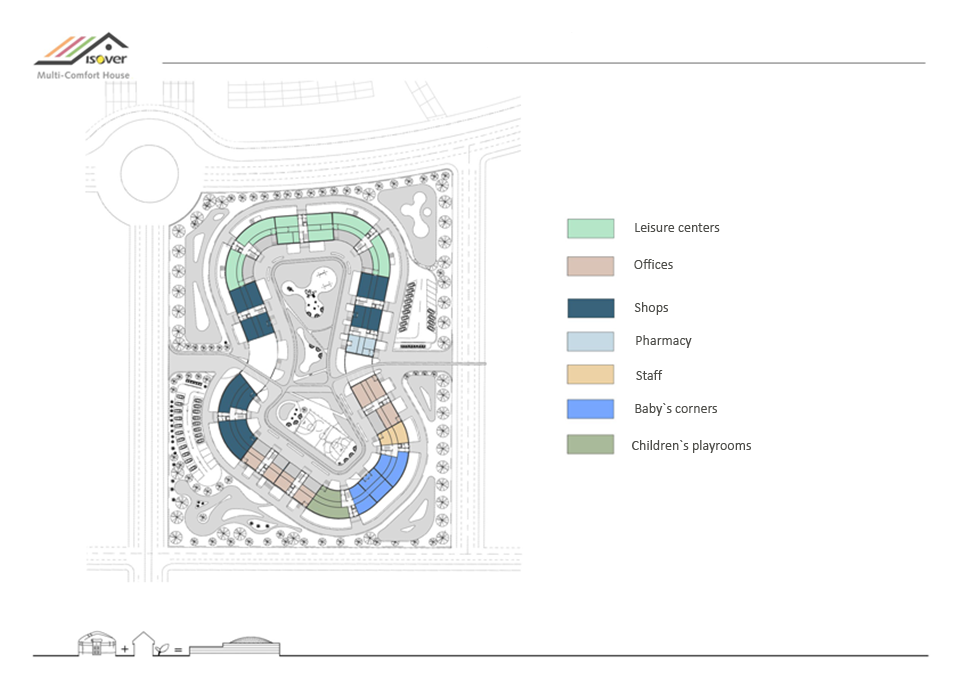 isover
Multi-Comfort House
Leisure centers
Offices
Shops
Pharmacy
Staff
Baby`s corners
Children`s playrooms
+
=